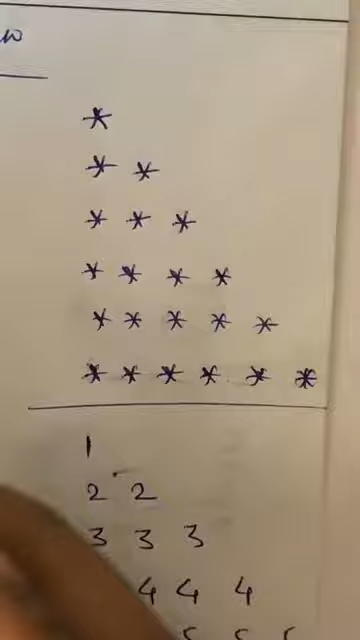 *
* *
* * *
* * * *
* * * * *
* * * * * *
1
2 2
3 3 3
4 4 4